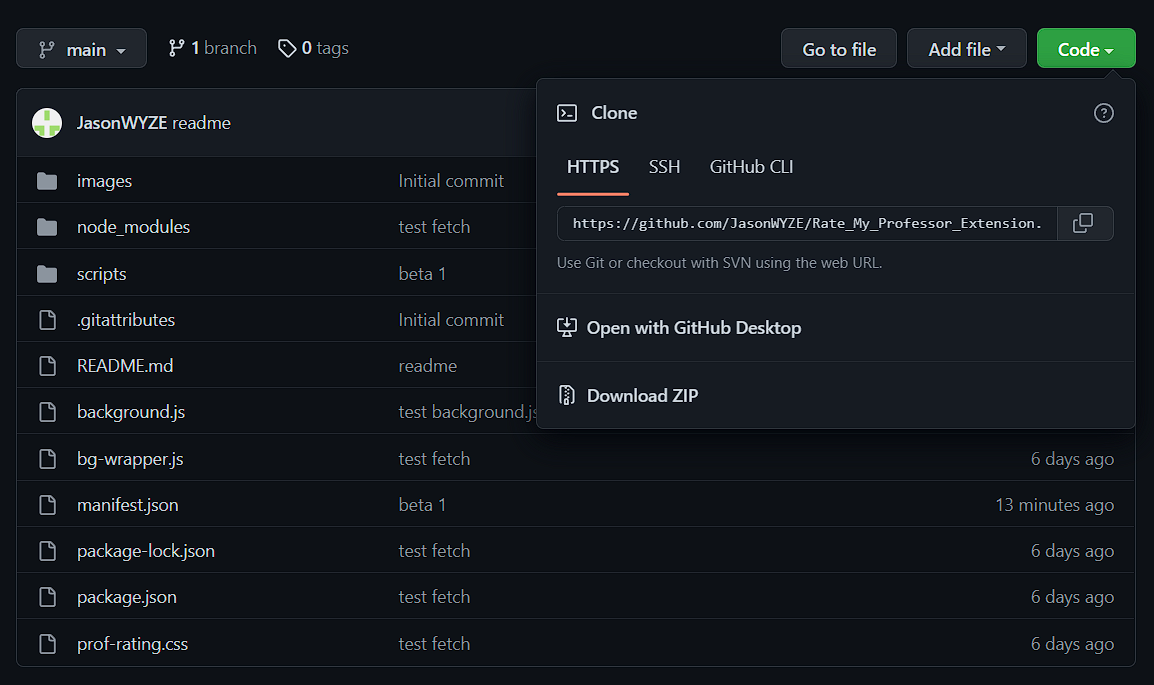 main 1 branch 0 tags Go to file Add file Code
JasonWYZE readme
Clone
HTTPS SSH GitHub CLI
https://github.com/JasonWYZE/Rate_My_Professor_Extension.
Use Git or checkout with SVN using the web URL.
Open with GitHub Desktop
Download ZIP
images Initial commit
node_modules test fetch
scripts beta 1
.gitattributes Initial commit
README.md readme
background.js test background.js
bg-wrapper.js test fetch 6 days ago
manifest.json beta 1 13 minutes ago
package-lock.json test fetch 6 days ago
package.json test fetch 6 days ago
prof-rating.css test fetch 6 days ago